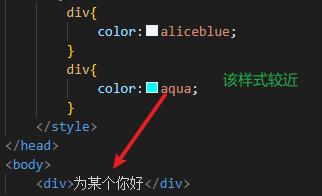 div{
color:aliceblue;
}
div{
color:aqua; 该样式较近
}
</style>
</head>
<body>
<div>为某个你好</div>